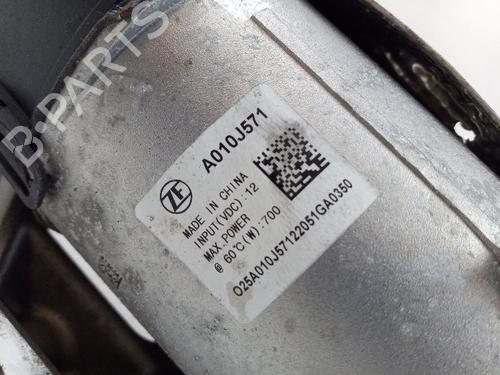 B-PARTS
ZF
A010J571
MADE IN CHINA
INPUT(VDC):12
MAX.POWER
@ 60℃(W):700
O25A010J57122051GA0350